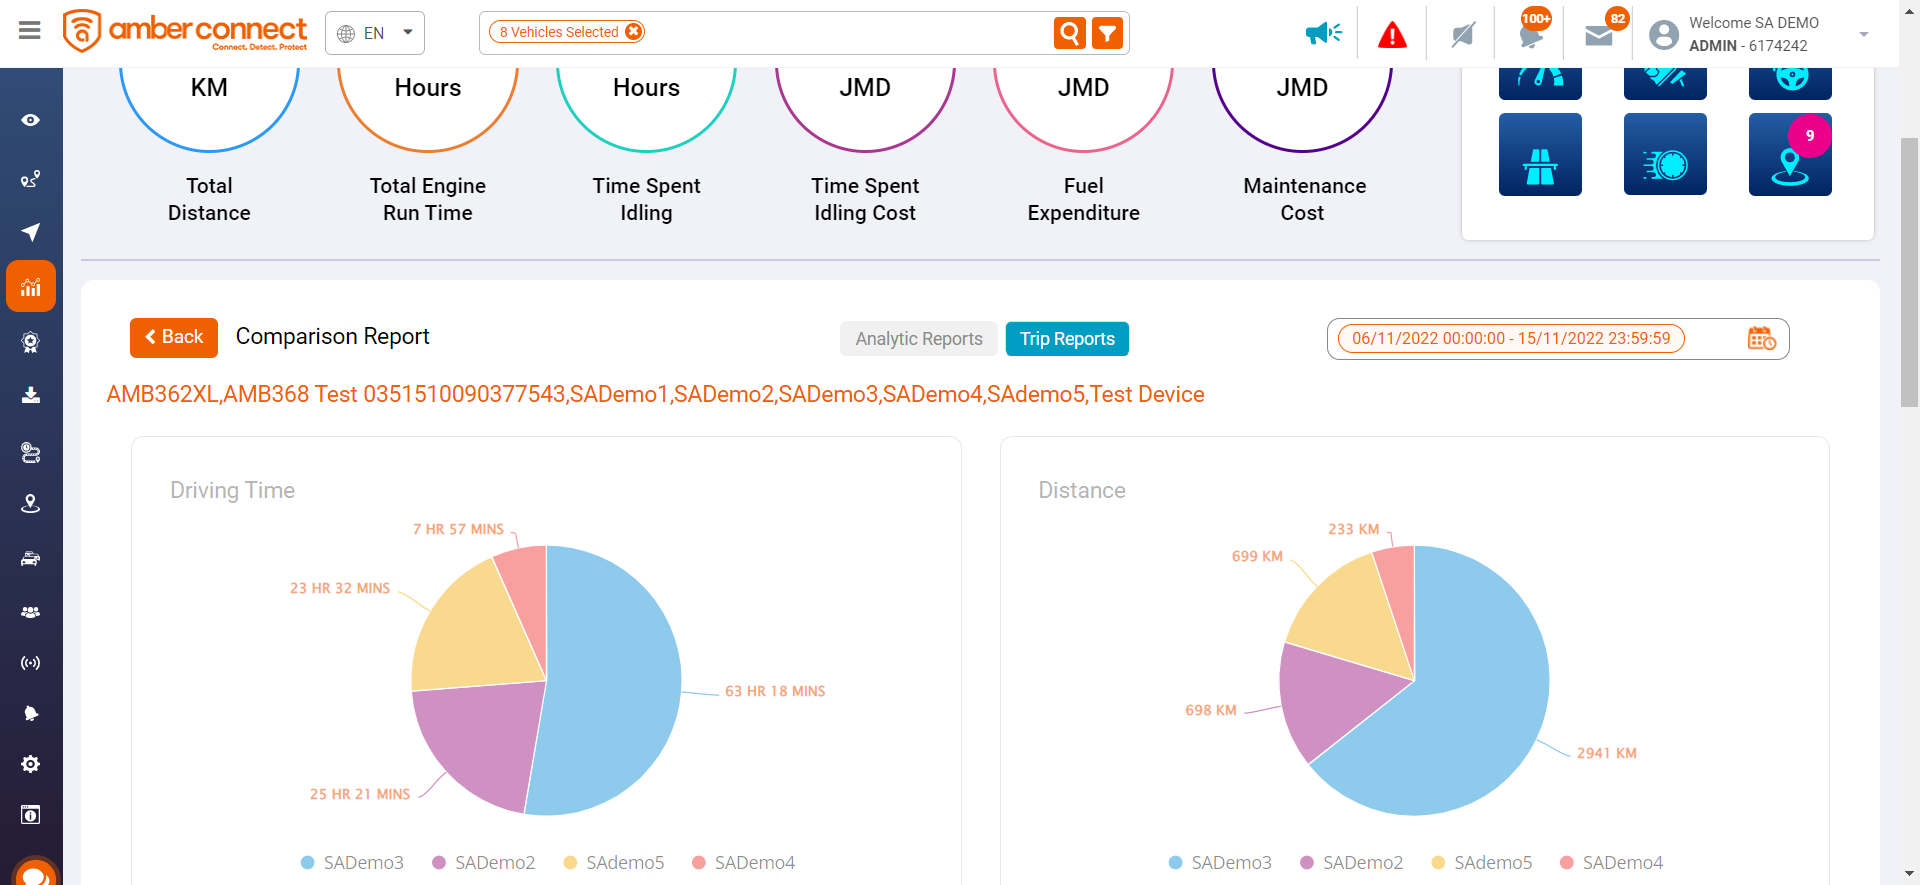 amber connect
Connect. Detect. Protect
EN
8 Vehicles Selected
100+
82
Welcome SA DEMO
ADMIN - 6174242
KM
Hours
Hours
JMD
JMD
JMD
Total
Distance
Total Engine
Run Time
Time Spent
Idling
Time Spent
Idling Cost
Fuel
Expenditure
Maintenance
Cost
9
Back
Comparison Report
Analytic Reports
Trip Reports
06/11/2022 00:00:00 - 15/11/2022 23:59:59
AMB362XL,AMB368 Test 0351510090377543,SADemo1,SADemo2,SADemo3,SADemo4,SAdemo5,Test Device
Driving Time
7 HR 57 MINS
23 HR 32 MINS
63 HR 18 MINS
25 HR 21 MINS
SADemo3
SADemo2
SAdemo5
SADemo4
Distance
233 KM
699 KM
698 KM
2941 KM
SADemo3
SADemo2
SAdemo5
SADemo4